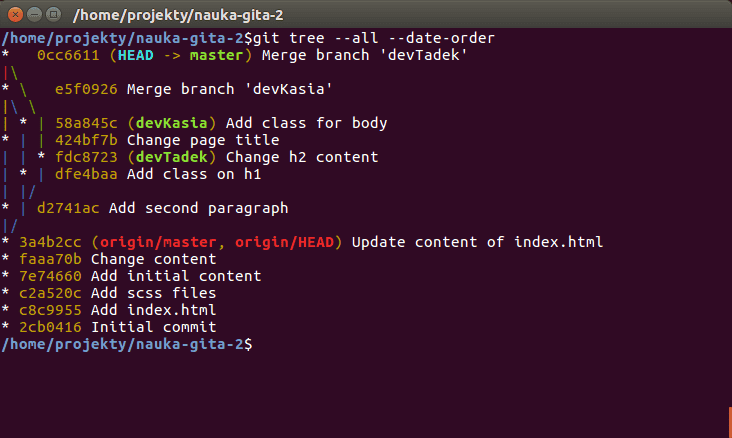 /home/projekty/nauka-gita-2
/home/projekty/nauka-gita-2$git tree --all --date-order
*   0cc6611 (HEAD -> master) Merge branch 'devTadek'
|\
* \   e5f0926 Merge branch 'devKasia'
|\ \
| * | 58a845c (devKasia) Add class for body
* | | 424bf7b Change page title
| | * fdc8723 (devTadek) Change h2 content
| * | dfe4baa Add class on h1
| |/
* | d2741ac Add second paragraph
|/
* 3a4b2cc (origin/master, origin/HEAD) Update content of index.html
* faaa70b Change content
* 7e74660 Add initial content
* c2a520c Add scss files
* c8c9955 Add index.html
* 2cb0416 Initial commit
/home/projekty/nauka-gita-2$